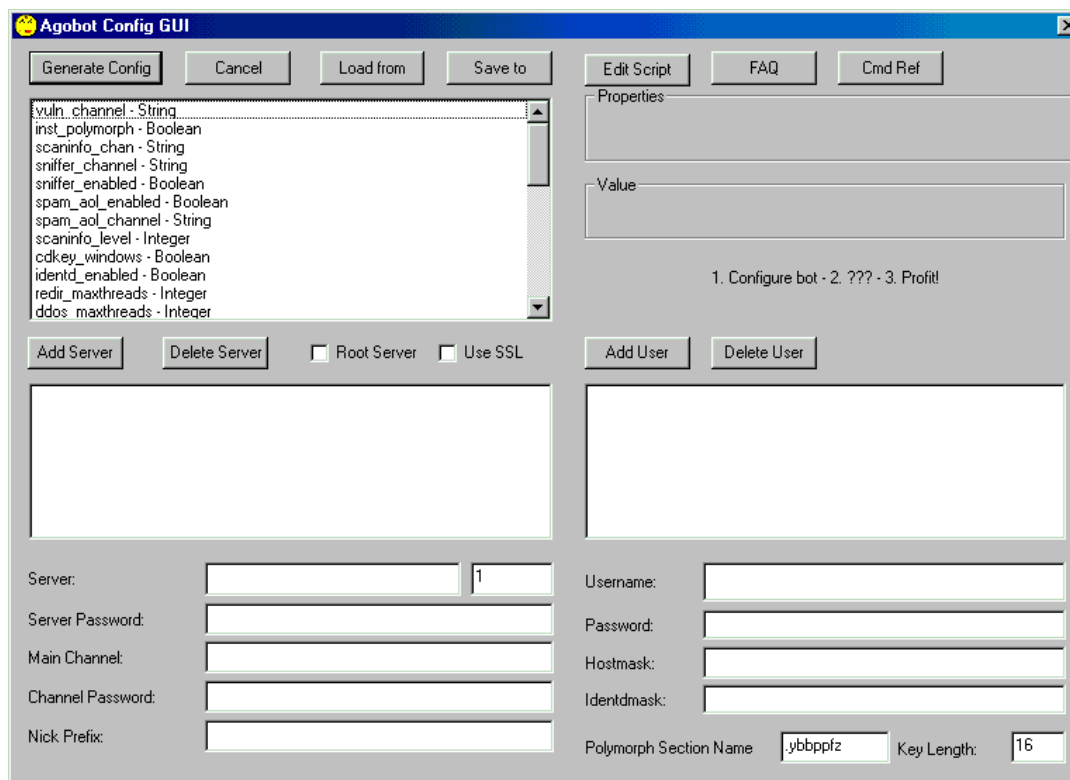 Agobot Config GUI
Generate Config
Cancel
Load from
Save to
Edit Script
FAQ
Cmd Ref
vuln_channel - String
inst_polymorph - Boolean
scaninfo_chan - String
sniffer_channel - String
sniffer_enabled - Boolean
spam_aol_enabled - Boolean
spam_aol_channel - String
scaninfo_level - Integer
cdkey_windows - Boolean
identd_enabled - Boolean
redir_maxthreads - Integer
ddos_maxthreads - Integer
Properties
Value
1. Configure bot - 2. ??? - 3. Profit!
Add Server
Delete Server
Root Server
Use SSL
Add User
Delete User
Server:
1
Server Password:
Main Channel:
Channel Password:
Nick Prefix:
Username:
Password:
Hostmask:
Identdmask:
Polymorph Section Name
.ybbppfz
Key Length:
16